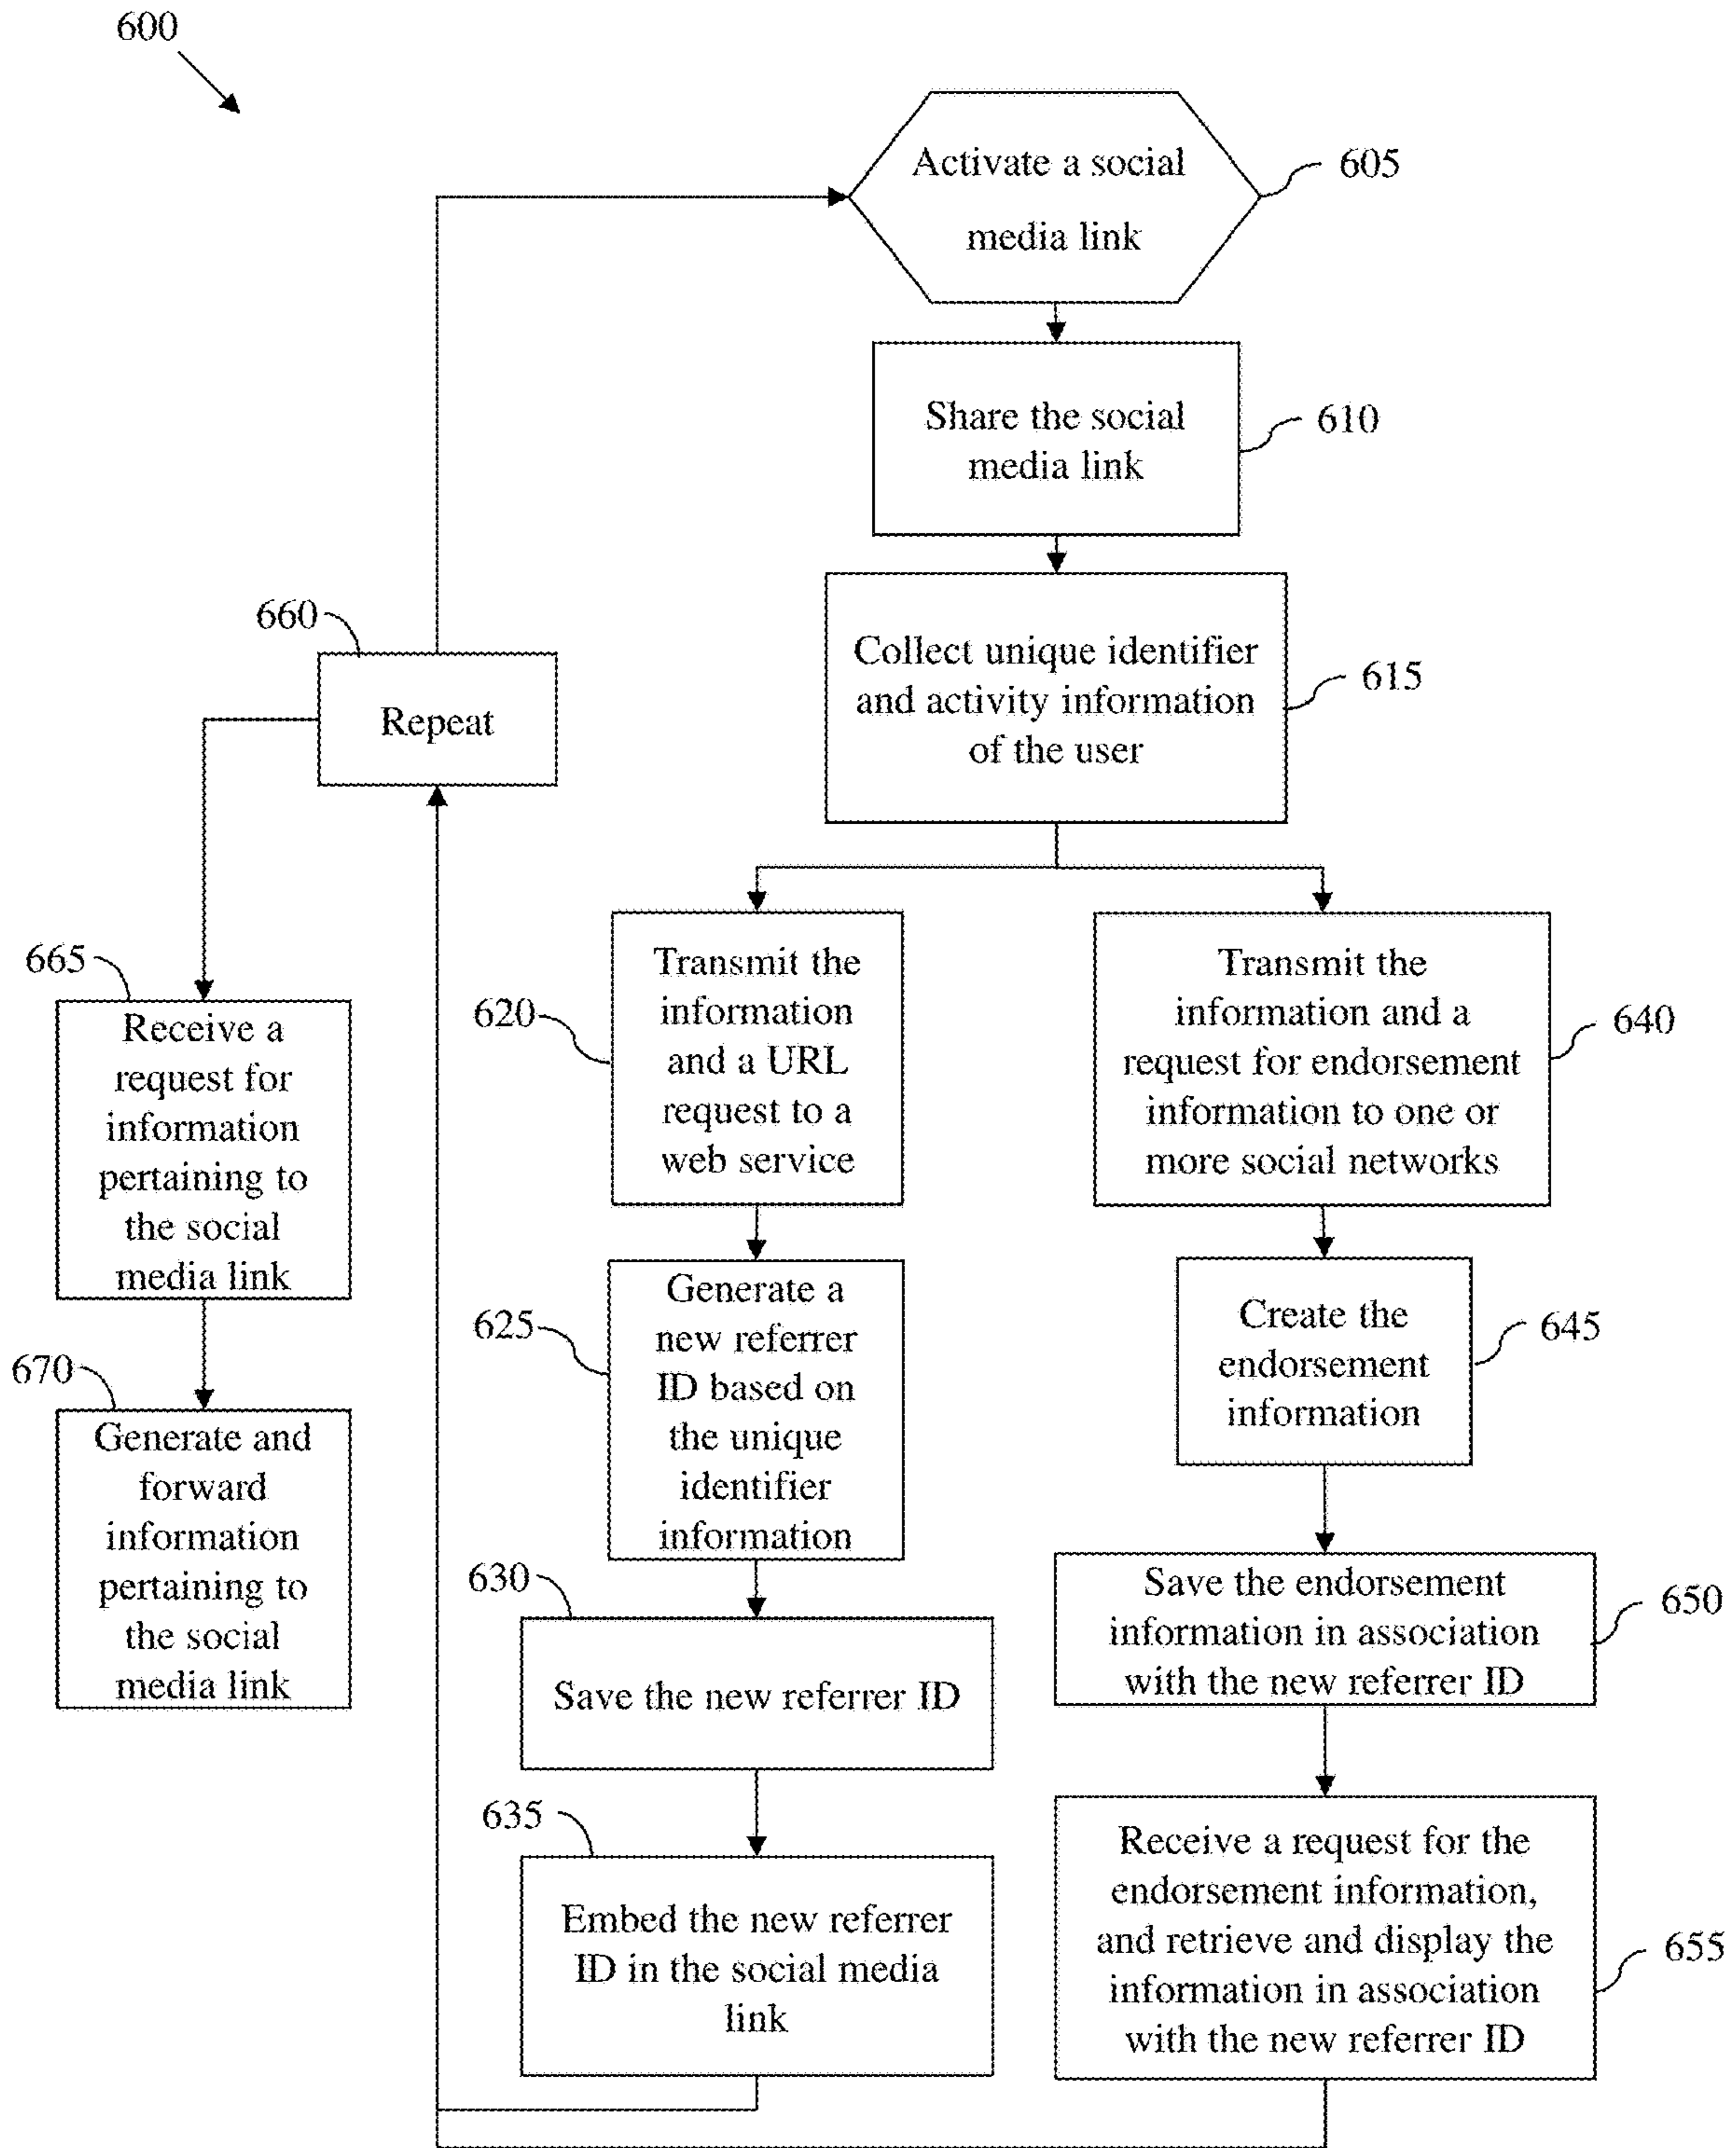 600
Activate a social
media link
605
Share the social
media link
610
Collect unique identifier
and activity information
of the user
615
660
Repeat
Transmit the
information
and a URL
request to a
web service
620
Transmit the
information and a
request for endorsement
information to one or
more social networks
640
665
Receive a
request for
information
pertaining to
the social
media link
Generate a
new referrer
ID based on
the unique
identifier
information
625
Create the
endorsement
information
645
670
Generate and
forward
information
pertaining to
the social
media link
630
Save the new referrer ID
Save the endorsement
information in association
with the new referrer ID
650
635
Embed the new referrer
ID in the social media
link
Receive a request for the
endorsement information,
and retrieve and display the
information in association
with the new referrer ID
655